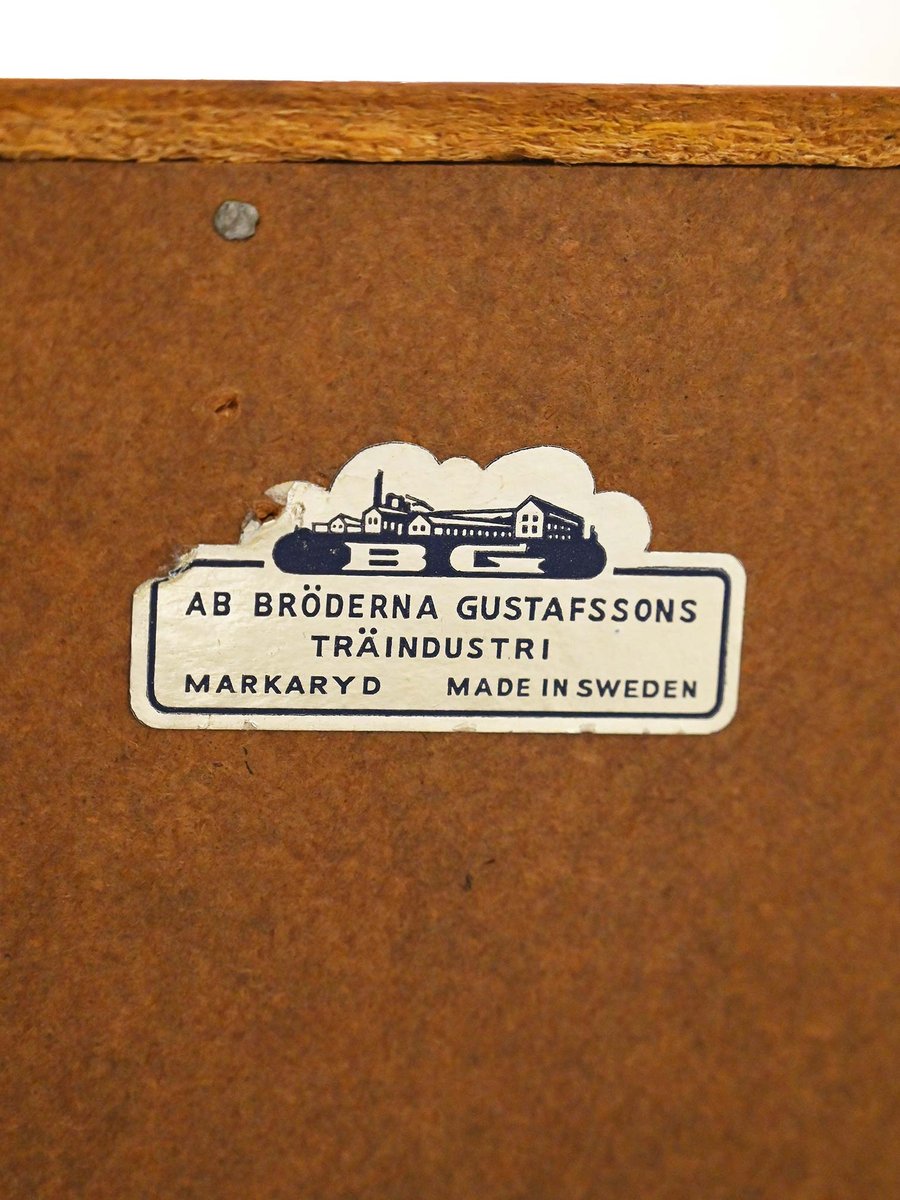 BG
AB BRÖDERNA GUSTAFSSONS
TRÄINDUSTRI
MARKARYD MADE IN SWEDEN